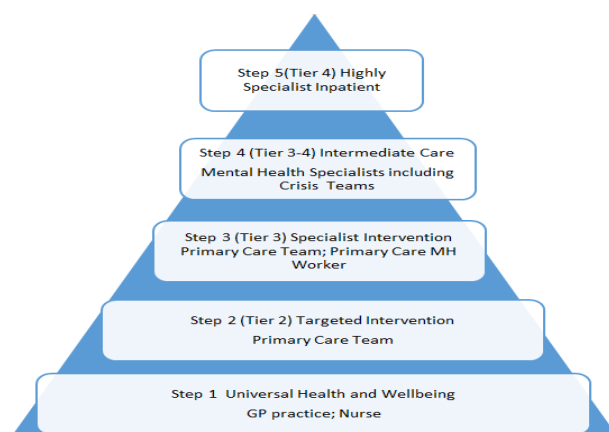 Step 5(Tier 4) Highly
Specialist Inpatient
Step 4 (Tier 3-4) Intermediate Care
Mental Health Specialists including
Crisis Teams
Step 3 (Tier 3) Specialist Intervention
Primary Care Team; Primary Care MH
Worker
Step 2 (Tier 2) Targeted Intervention
Primary Care Team
Step 1 Universal Health and Wellbeing
GP practice; Nurse